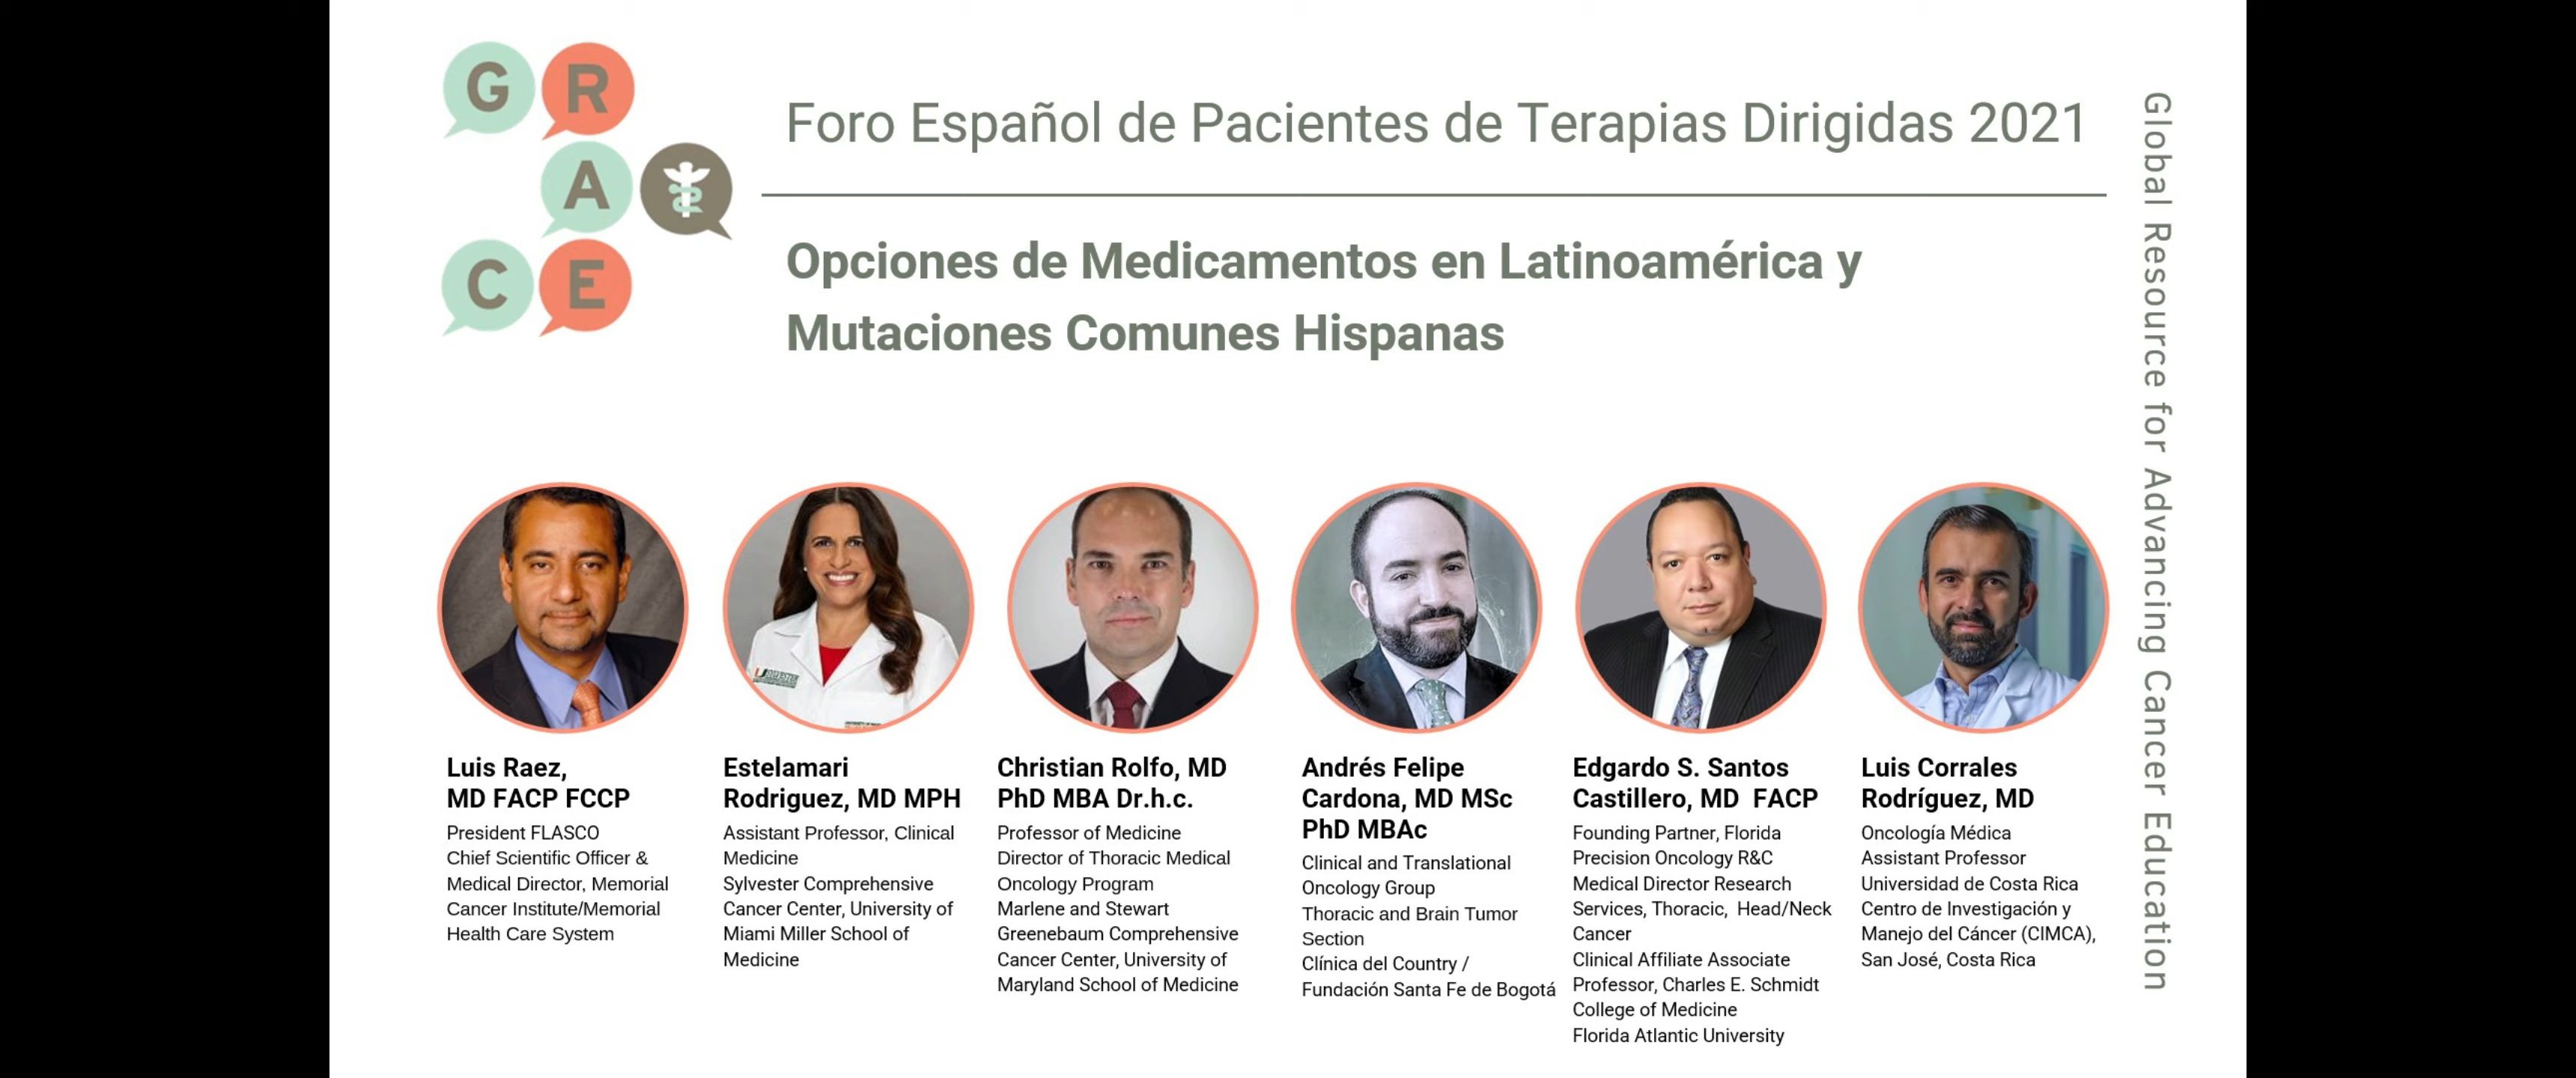 G R
A
C E
Foro Español de Pacientes de Terapias Dirigidas 2021
Opciones de Medicamentos en Latinoamérica y
Mutaciones Comunes Hispanas
Global Resource for Advancing Cancer Education
Luis Raez,
MD FACP FCCP
President FLASCO
Chief Scientific Officer &
Medical Director, Memorial
Cancer Institute/Memorial
Health Care System
Estelamari
Rodriguez, MD MPH
Assistant Professor, Clinical
Medicine
Sylvester Comprehensive
Cancer Center, University of
Miami Miller School of
Medicine
Christian Rolfo, MD
PhD MBA Dr.h.c.
Professor of Medicine
Director of Thoracic Medical
Oncology Program
Marlene and Stewart
Greenebaum Comprehensive
Cancer Center, University of
Maryland School of Medicine
Andrés Felipe
Cardona, MD MSc
PhD MBAc
Clinical and Translational
Oncology Group
Thoracic and Brain Tumor
Section
Clínica del Country /
Fundación Santa Fe de Bogotá
Edgardo S. Santos
Castillero, MD  FACP
Founding Partner, Florida
Precision Oncology R&C
Medical Director Research
Services, Thoracic,  Head/Neck
Cancer
Clinical Affiliate Associate
Professor, Charles E. Schmidt
College of Medicine
Florida Atlantic University
Luis Corrales
Rodríguez, MD
Oncología Médica
Assistant Professor
Universidad de Costa Rica
Centro de Investigación y
Manejo del Cáncer (CIMCA),
San José, Costa Rica